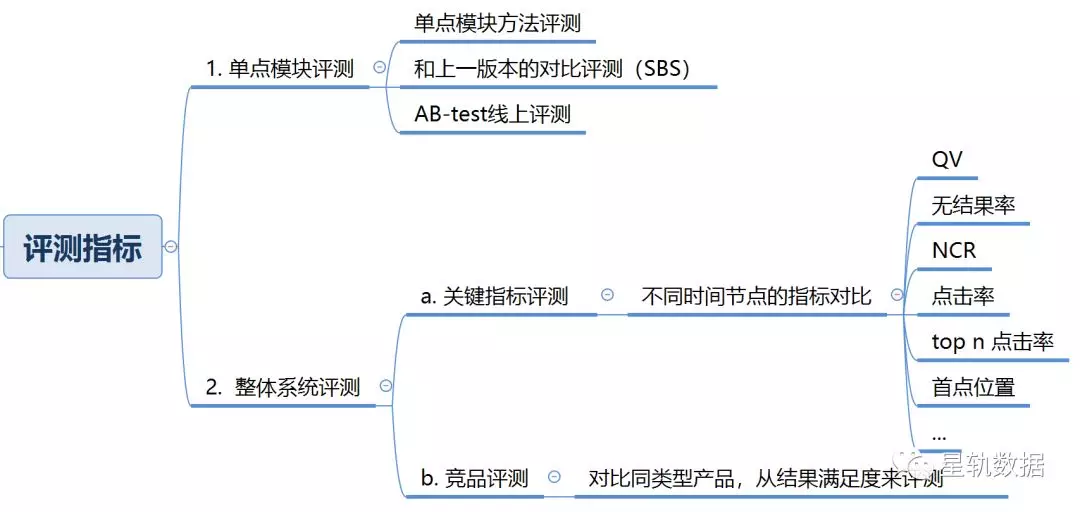 评测指标
1. 单点模块评测
单点模块方法评测
和上一版本的对比评测（SBS）
AB-test线上评测
2. 整体系统评测
a. 关键指标评测
不同时间节点的指标对比
QV
无结果率
NCR
点击率
top n 点击率
首点位置
...
b. 竞品评测
对比同类型产品，从结果满足度来评测
星轨数据